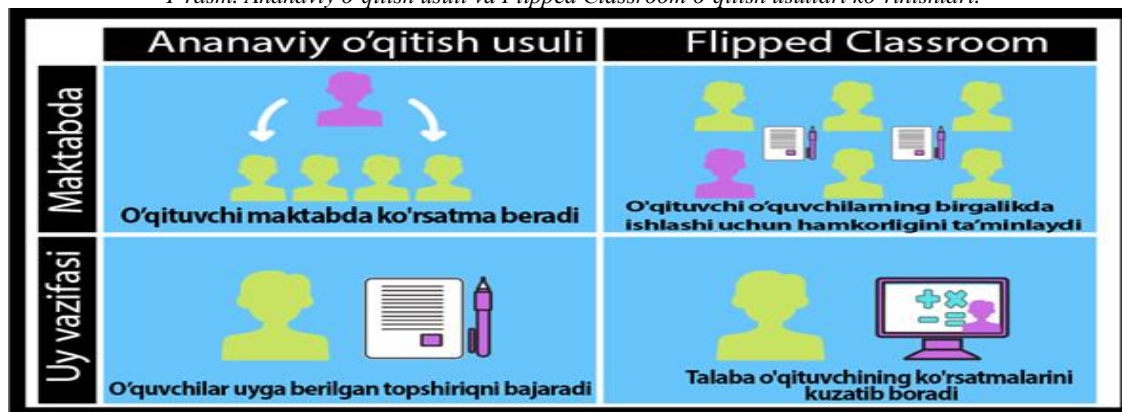 1-rasm. Ananaviy o'qitish usuli va Flipped Classroom o'qitish usullari ko'rinishlari.
Ananaviy o'qitish usuli
Flipped Classroom
Maktabda
O'qituvchi maktabda ko'rsatma beradi
O'qituvchi o'quvchilarning birgalikda
ishlashi uchun hamkorligini ta'minlaydi
Uy vazifasi
O'quvchilar uyga berilgan topshiriqni bajaradi
Talaba o'qituvchining ko'rsatmalarini
kuzatib boradi